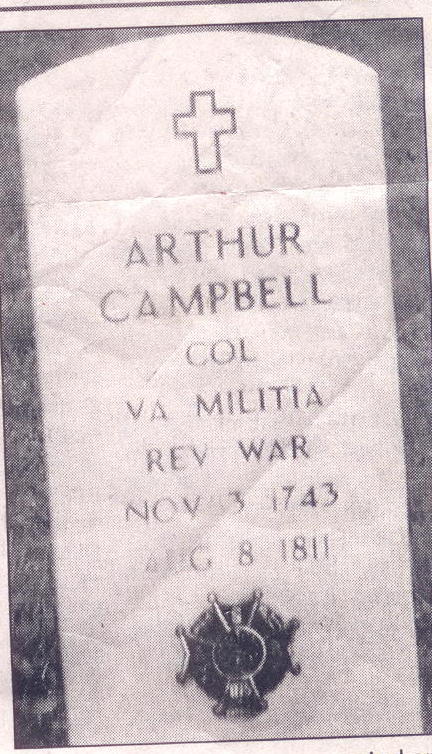 ARTHUR
CAMPBELL
COL
VA MILITIA
REV WAR
NOV 3 1743
AUG 8 1811